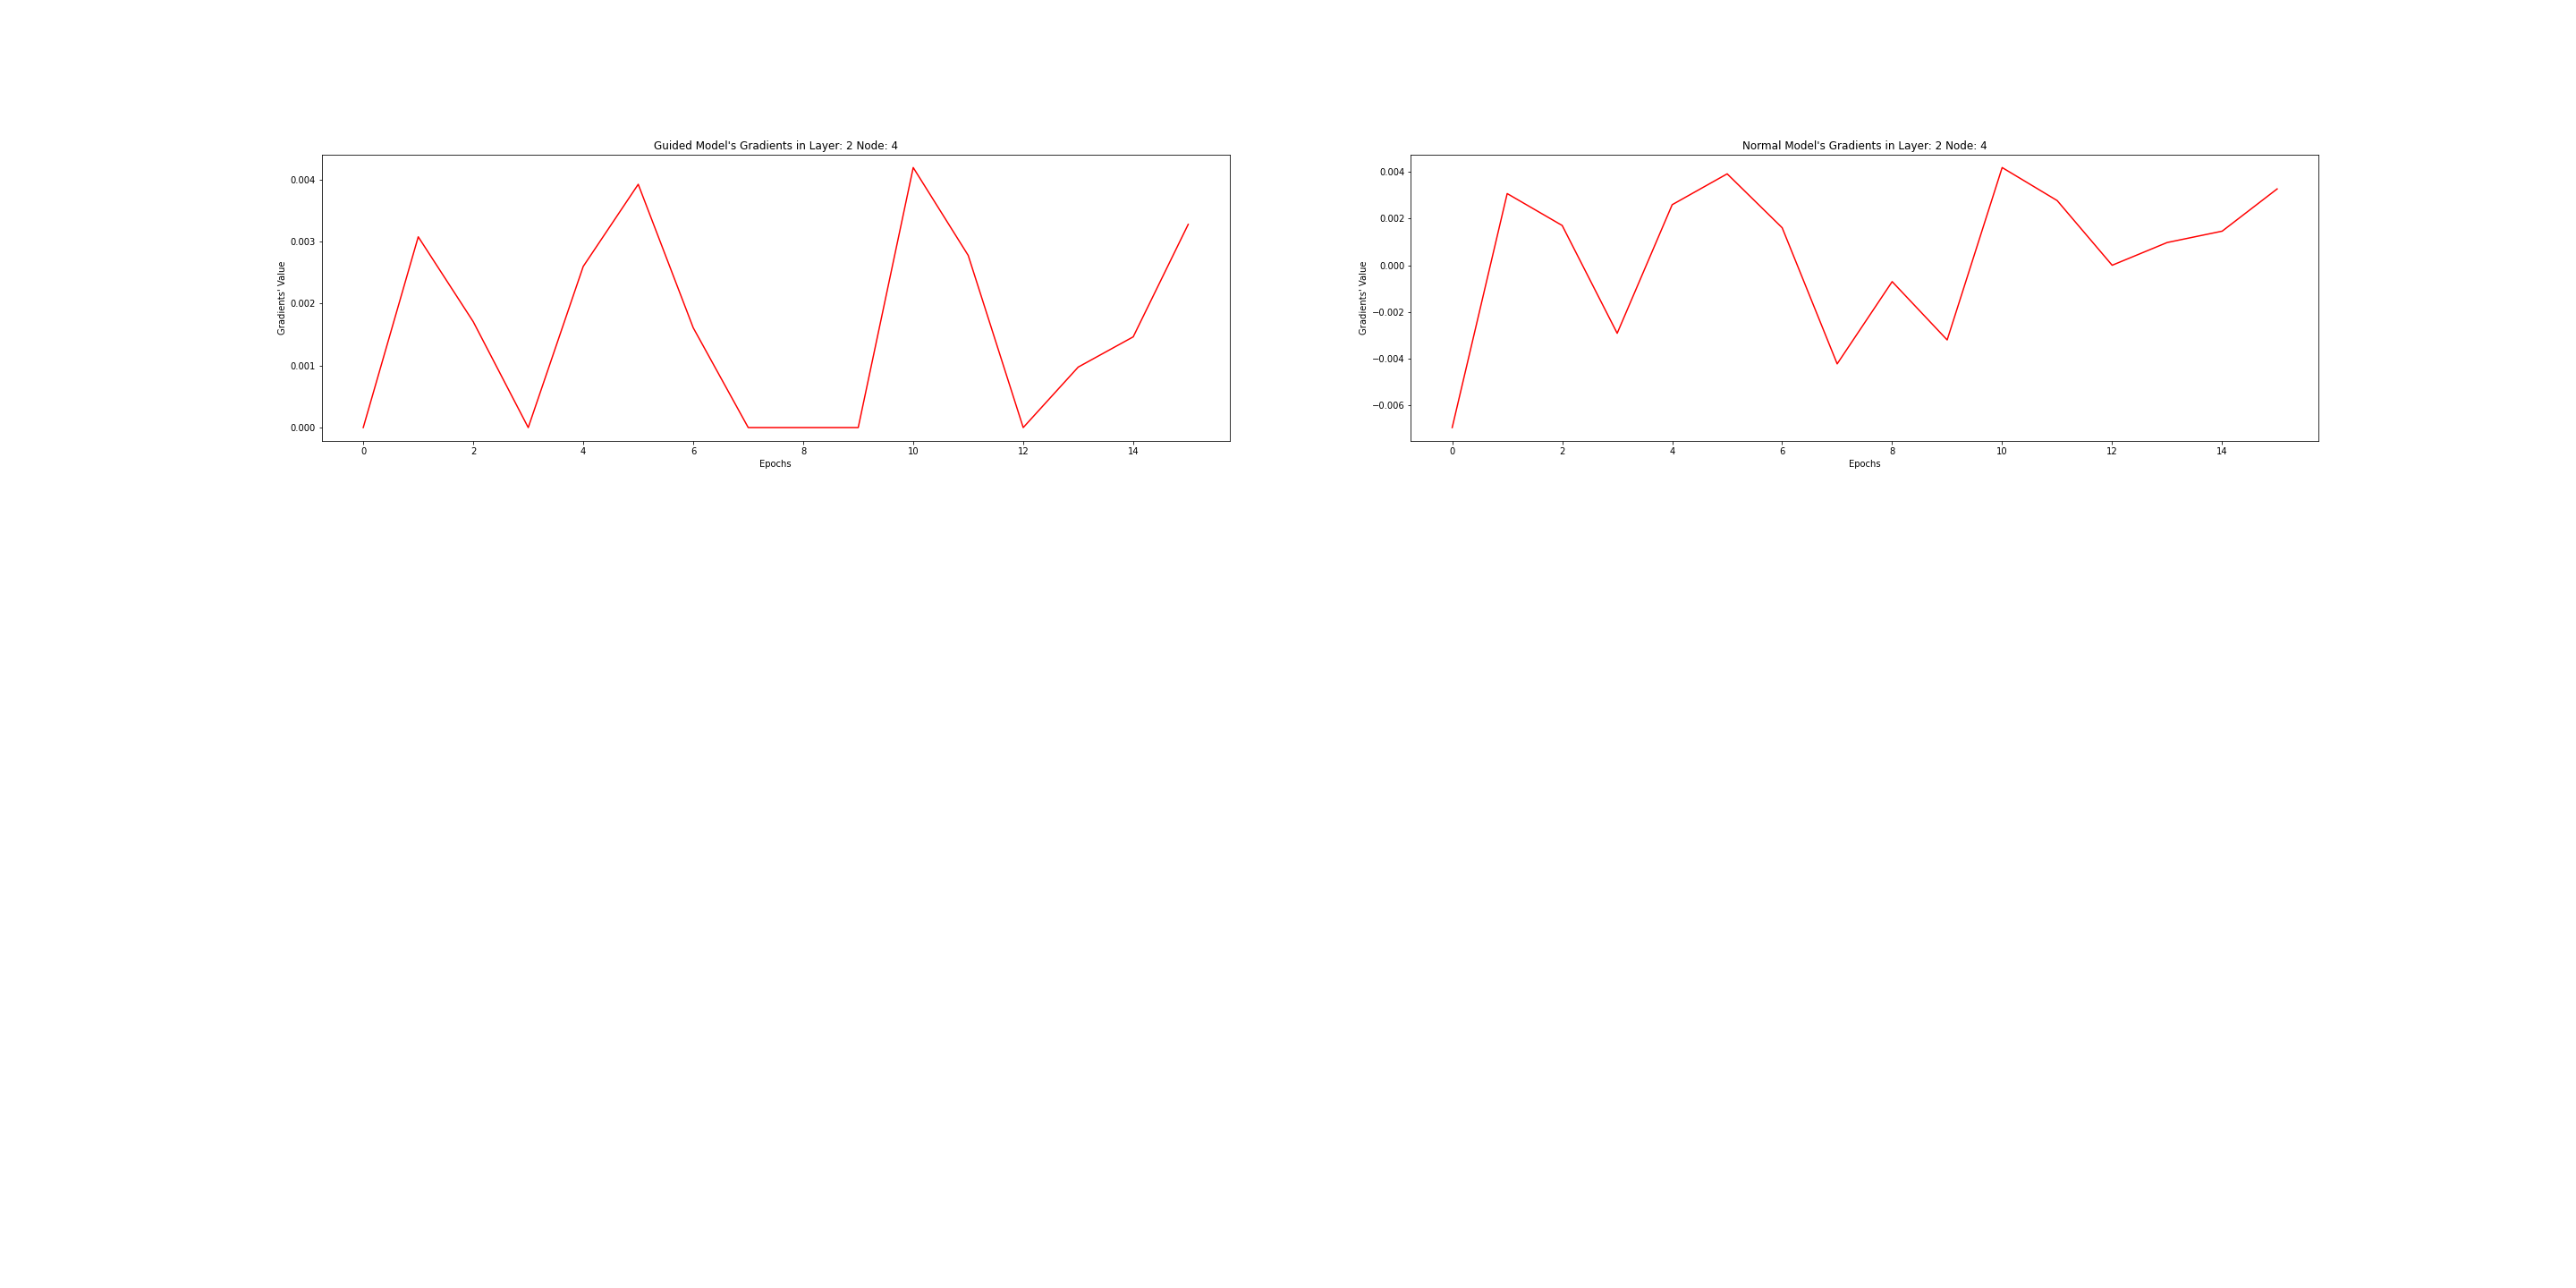 Guided Model's Gradients in Layer: 2 Node: 4
0.004
0.003
0.002
0.001
0.000
Gradients' Value
0 2 4 6 8 10 12 14
Epochs
Normal Model's Gradients in Layer: 2 Node: 4
0.004
0.002
0.000
−0.002
−0.004
−0.006
Gradients' Value
0 2 4 6 8 10 12 14
Epochs